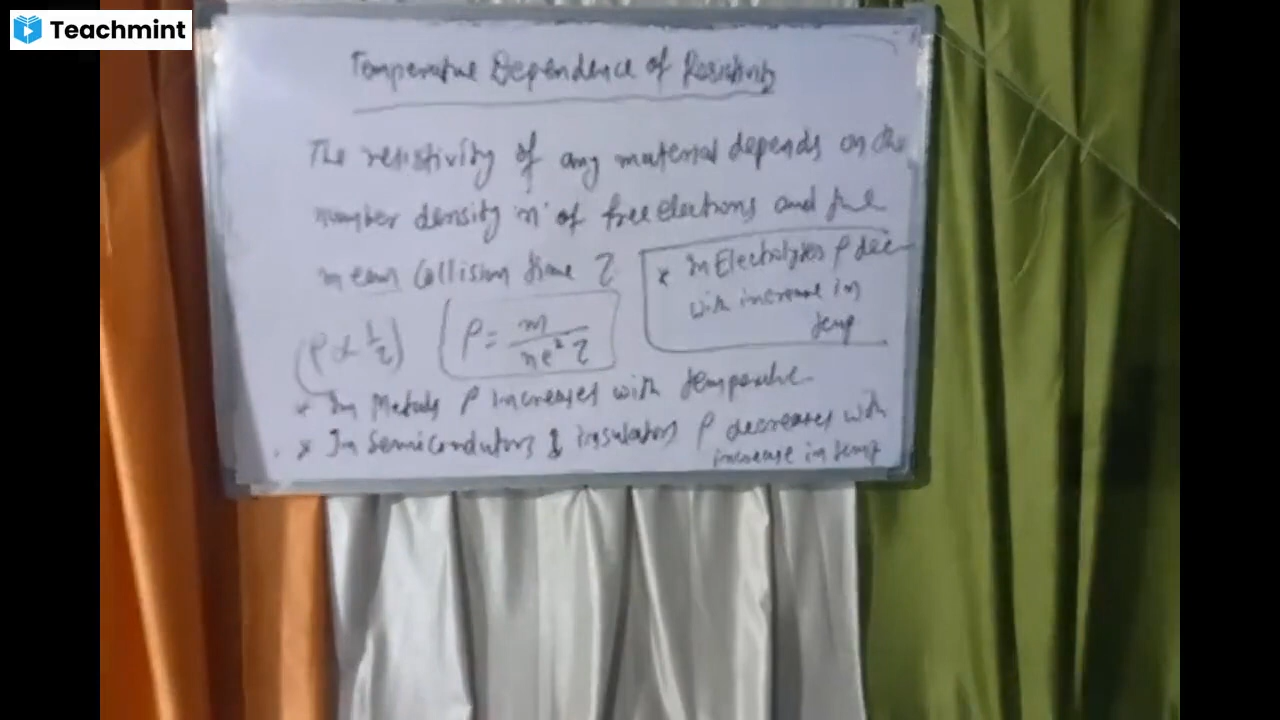 Teachmint
Temperature Dependence of Resistivity
The resistivity of any material depends on the
number density 'n' of free electrons and the
mean collision time τ
* In Electrolytes ρ dec
with increase in
temp
(ρ ∝ 1/τ) ρ = m/ne²τ
* In Metals ρ increases with temperature
* In Semicondutors & insulators ρ decreases with
increase in temp